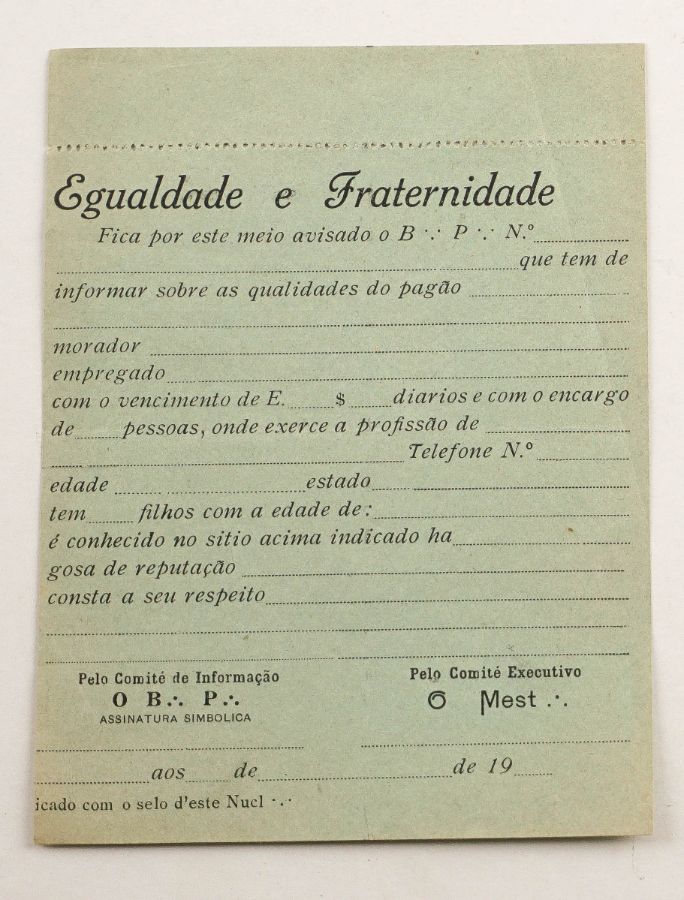 Egualdade e Fraternidade
Fica por este meio avisado o B ∵ P ∵ N.º
que tem de
informar sobre as qualidades do pagão
morador
empregado
com o vencimento de E. $ diarios e com o encargo
de pessoas, onde exerce a profissão de
Telefone N.º
edade estado
tem filhos com a edade de:
é conhecido no sitio acima indicado ha
gosa de reputação
consta a seu respeito
Pelo Comité de Informação
O B∴ P∴
ASSINATURA SIMBOLICA
Pelo Comité Executivo
O Mest ∴
aos de de 19
icado com o selo d'este Nucl ∴